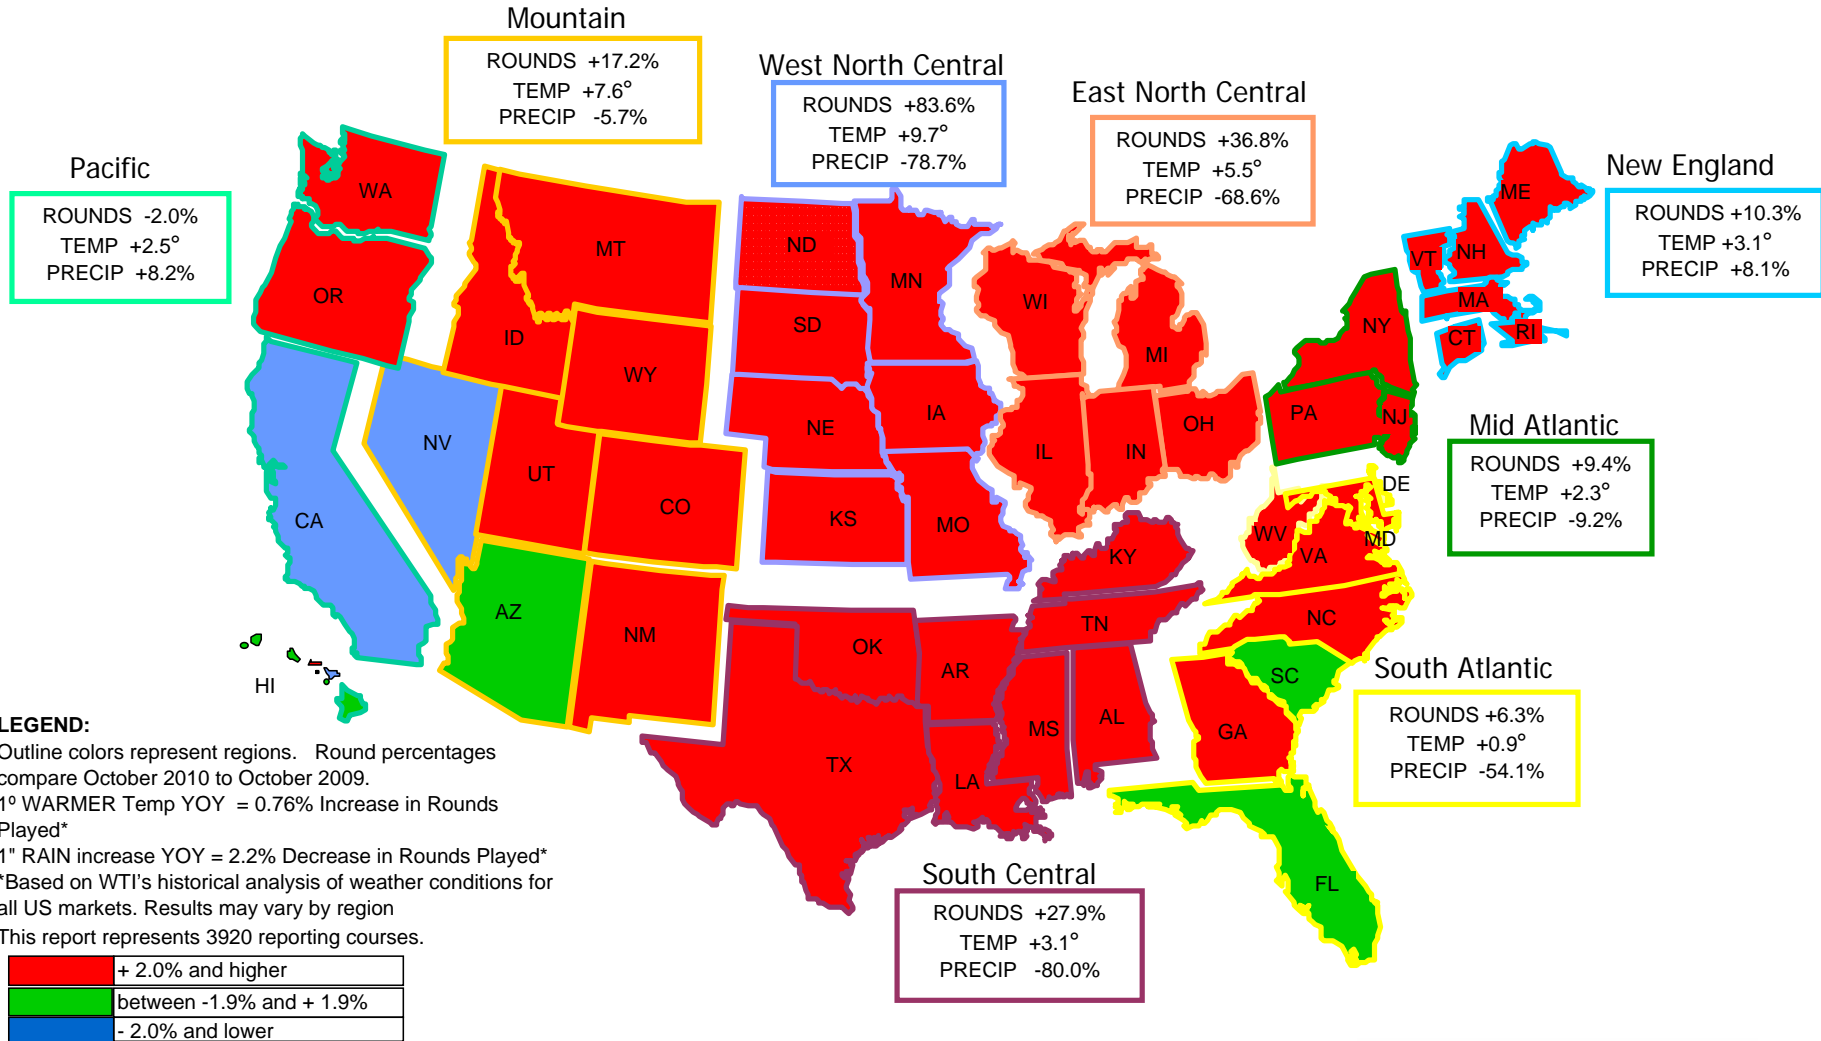 Mountain
ROUNDS +17.2%
TEMP +7.6°
PRECIP -5.7%
West North Central
ROUNDS +83.6%
TEMP +9.7°
PRECIP -78.7%
East North Central
ROUNDS +36.8%
TEMP +5.5°
PRECIP -68.6%
Pacific
ROUNDS -2.0%
TEMP +2.5°
PRECIP +8.2%
New England
ROUNDS +10.3%
TEMP +3.1°
PRECIP +8.1%
WA
OR
MT
ID
WY
ND
SD
MN
NE
IA
WI
MI
ME
VT
NH
MA
CT
RI
NY
PA
NJ
Mid Atlantic
ROUNDS +9.4%
TEMP +2.3°
PRECIP -9.2%
CA
NV
UT
CO
KS
MO
IL
IN
OH
DE
MD
WV
VA
KY
AZ
NM
OK
AR
TN
NC
SC
HI
TX
LA
MS
AL
GA
FL
South Atlantic
ROUNDS +6.3%
TEMP +0.9°
PRECIP -54.1%
South Central
ROUNDS +27.9%
TEMP +3.1°
PRECIP -80.0%
LEGEND:
Outline colors represent regions. Round percentages
compare October 2010 to October 2009.
1º WARMER Temp YOY = 0.76% Increase in Rounds
Played*
1" RAIN increase YOY = 2.2% Decrease in Rounds Played*
*Based on WTI's historical analysis of weather conditions for
all US markets. Results may vary by region
This report represents 3920 reporting courses.
+ 2.0% and higher
between -1.9% and + 1.9%
- 2.0% and lower